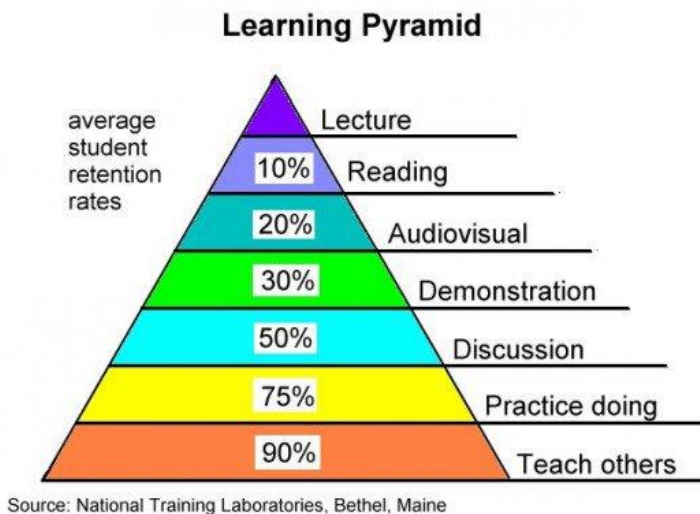 Learning Pyramid
average
student
retention
rates
Lecture
10%
Reading
20%
Audiovisual
30%
Demonstration
50%
Discussion
75%
Practice doing
90%
Teach others
Source: National Training Laboratories, Bethel, Maine